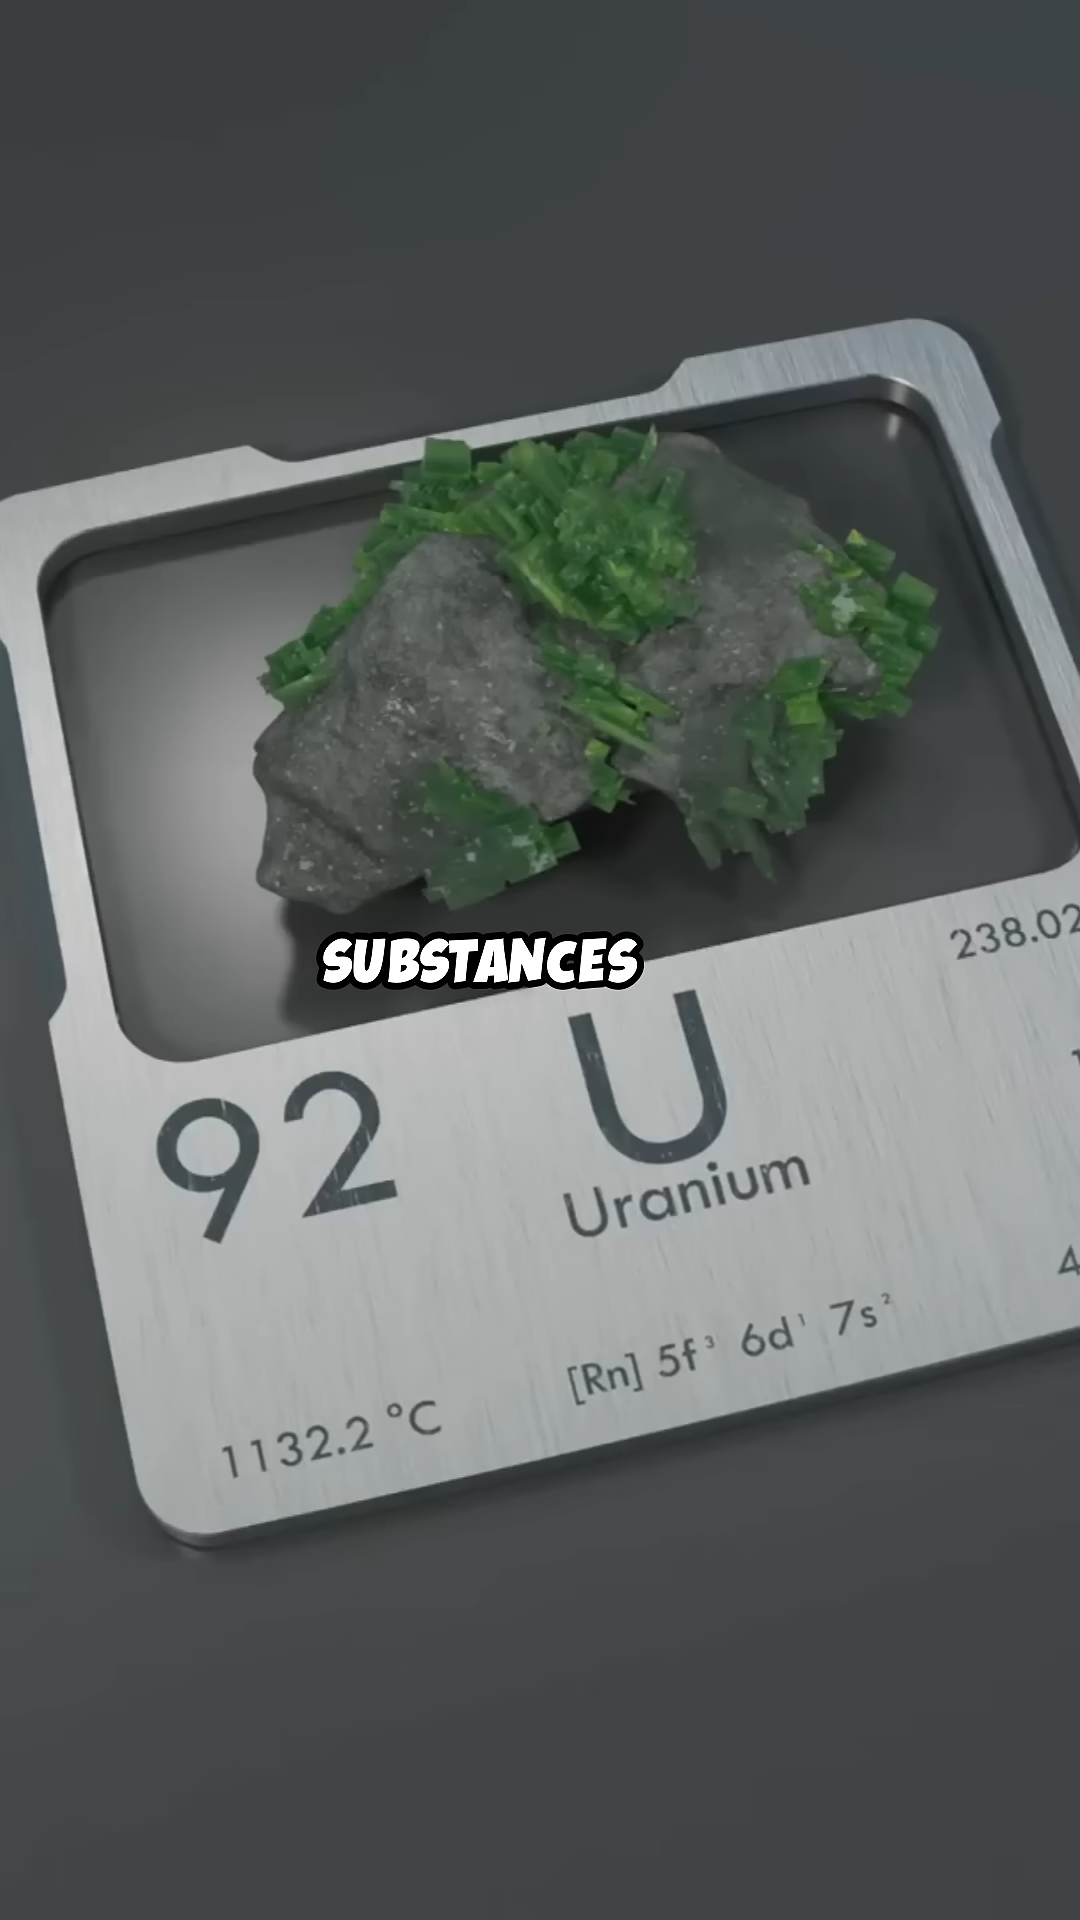 238.02
SUBSTANCES
92 U
Uranium
[Rn] 5f³ 6d¹ 7s²
1132.2 °C